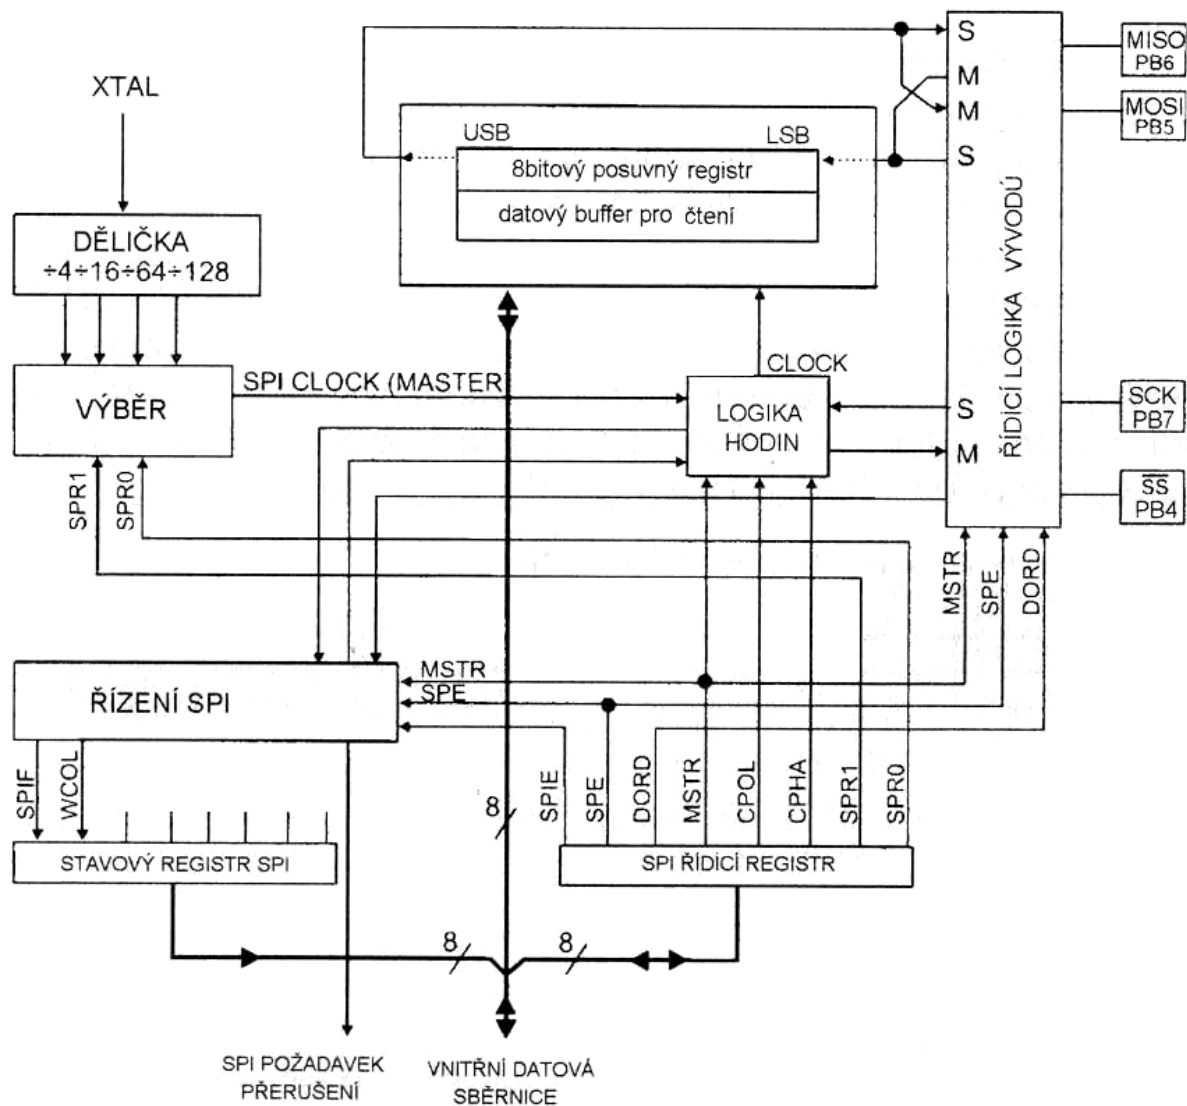 XTAL
DĚLIČKA
÷4÷16÷64÷128
VÝBĚR
SPR1
SPR0
SPI CLOCK (MASTER
USB
LSB
8bitový posuvný registr
datový buffer pro čtení
CLOCK
LOGIKA
HODIN
S
M
M
S
S
M
ŘÍDÍCÍ LOGIKA VÝVODŮ
MISO
PB6
MOSI
PB5
SCK
PB7
SS
PB4
MSTR
SPE
DORD
ŘÍZENÍ SPI
MSTR
SPE
SPIF
WCOL
STAVOVÝ REGISTR SPI
SPIE
SPE
DORD
MSTR
CPOL
CPHA
SPR1
SPR0
SPI ŘÍDÍCÍ REGISTR
8
8
8
SPI POŽADAVEK
PŘERUŠENÍ
VNITŘNÍ DATOVÁ
SBĚRNICE